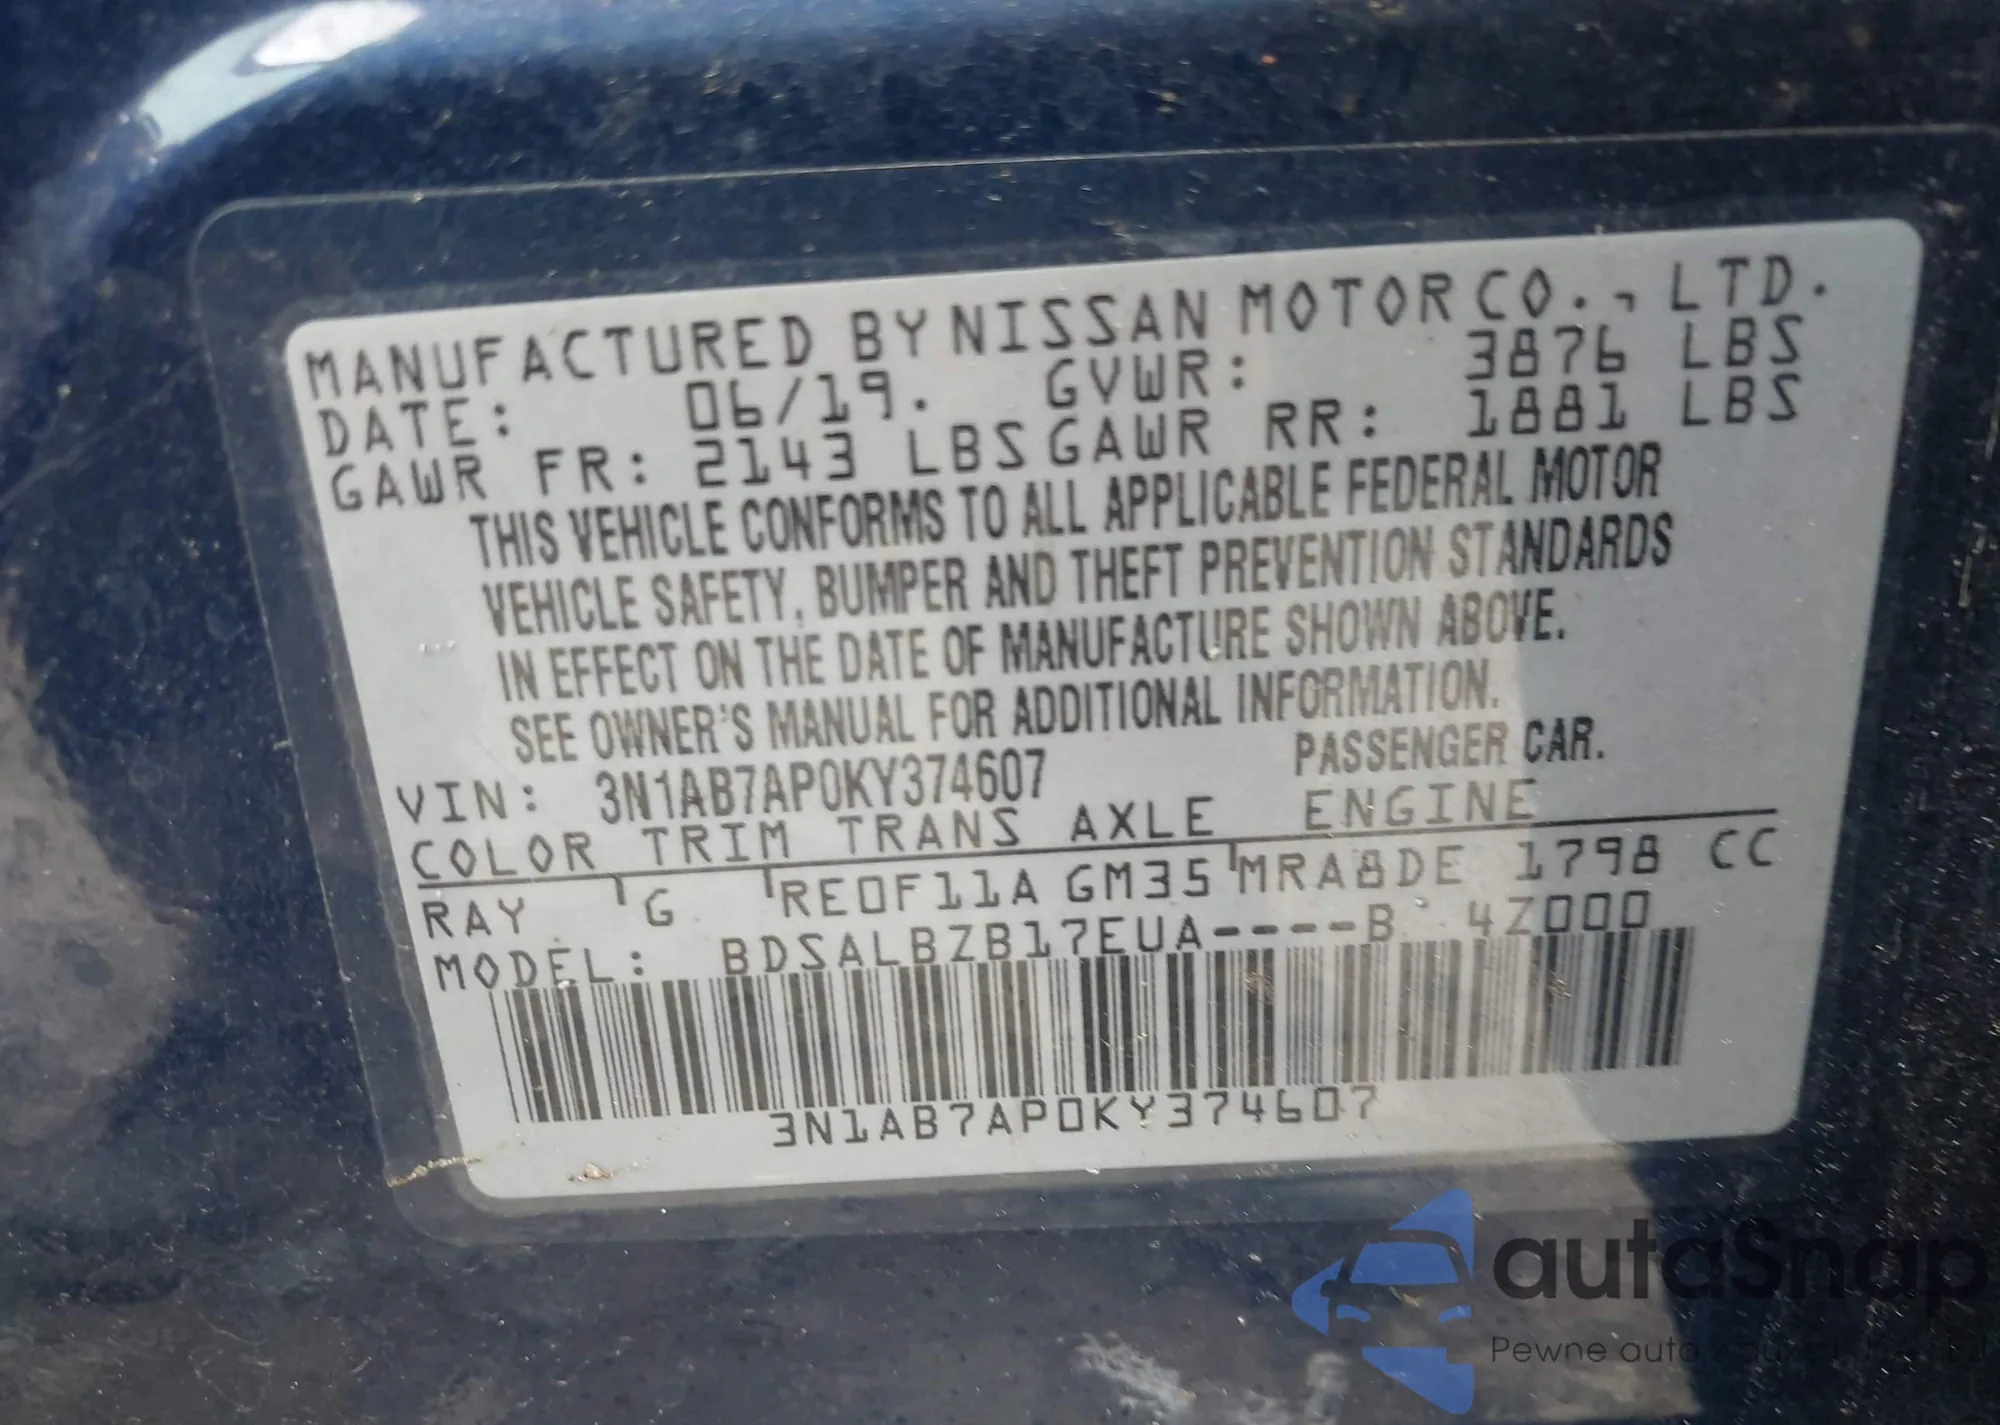 MANUFACTURED BY NISSAN MOTOR CO., LTD.
DATE: 06/19. GVWR: 3876 LBS
GAWR FR: 2143 LBS GAWR RR: 1881 LBS
THIS VEHICLE CONFORMS TO ALL APPLICABLE FEDERAL MOTOR
VEHICLE SAFETY, BUMPER AND THEFT PREVENTION STANDARDS
IN EFFECT ON THE DATE OF MANUFACTURE SHOWN ABOVE.
SEE OWNER'S MANUAL FOR ADDITIONAL INFORMATION.
VIN: 3N1AB7AP0KY374607 PASSENGER CAR.
COLOR TRIM TRANS AXLE ENGINE
RAY G RE0F11A GM35 MRA8DE 1798 CC
MODEL: BDSALBZB17EUA----B 4Z000
3N1AB7AP0KY374607
autaSnap
Pewne auto z